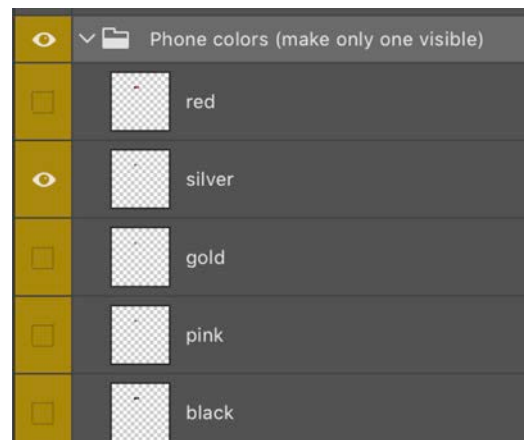 Phone colors (make only one visible)
red
silver
gold
pink
black